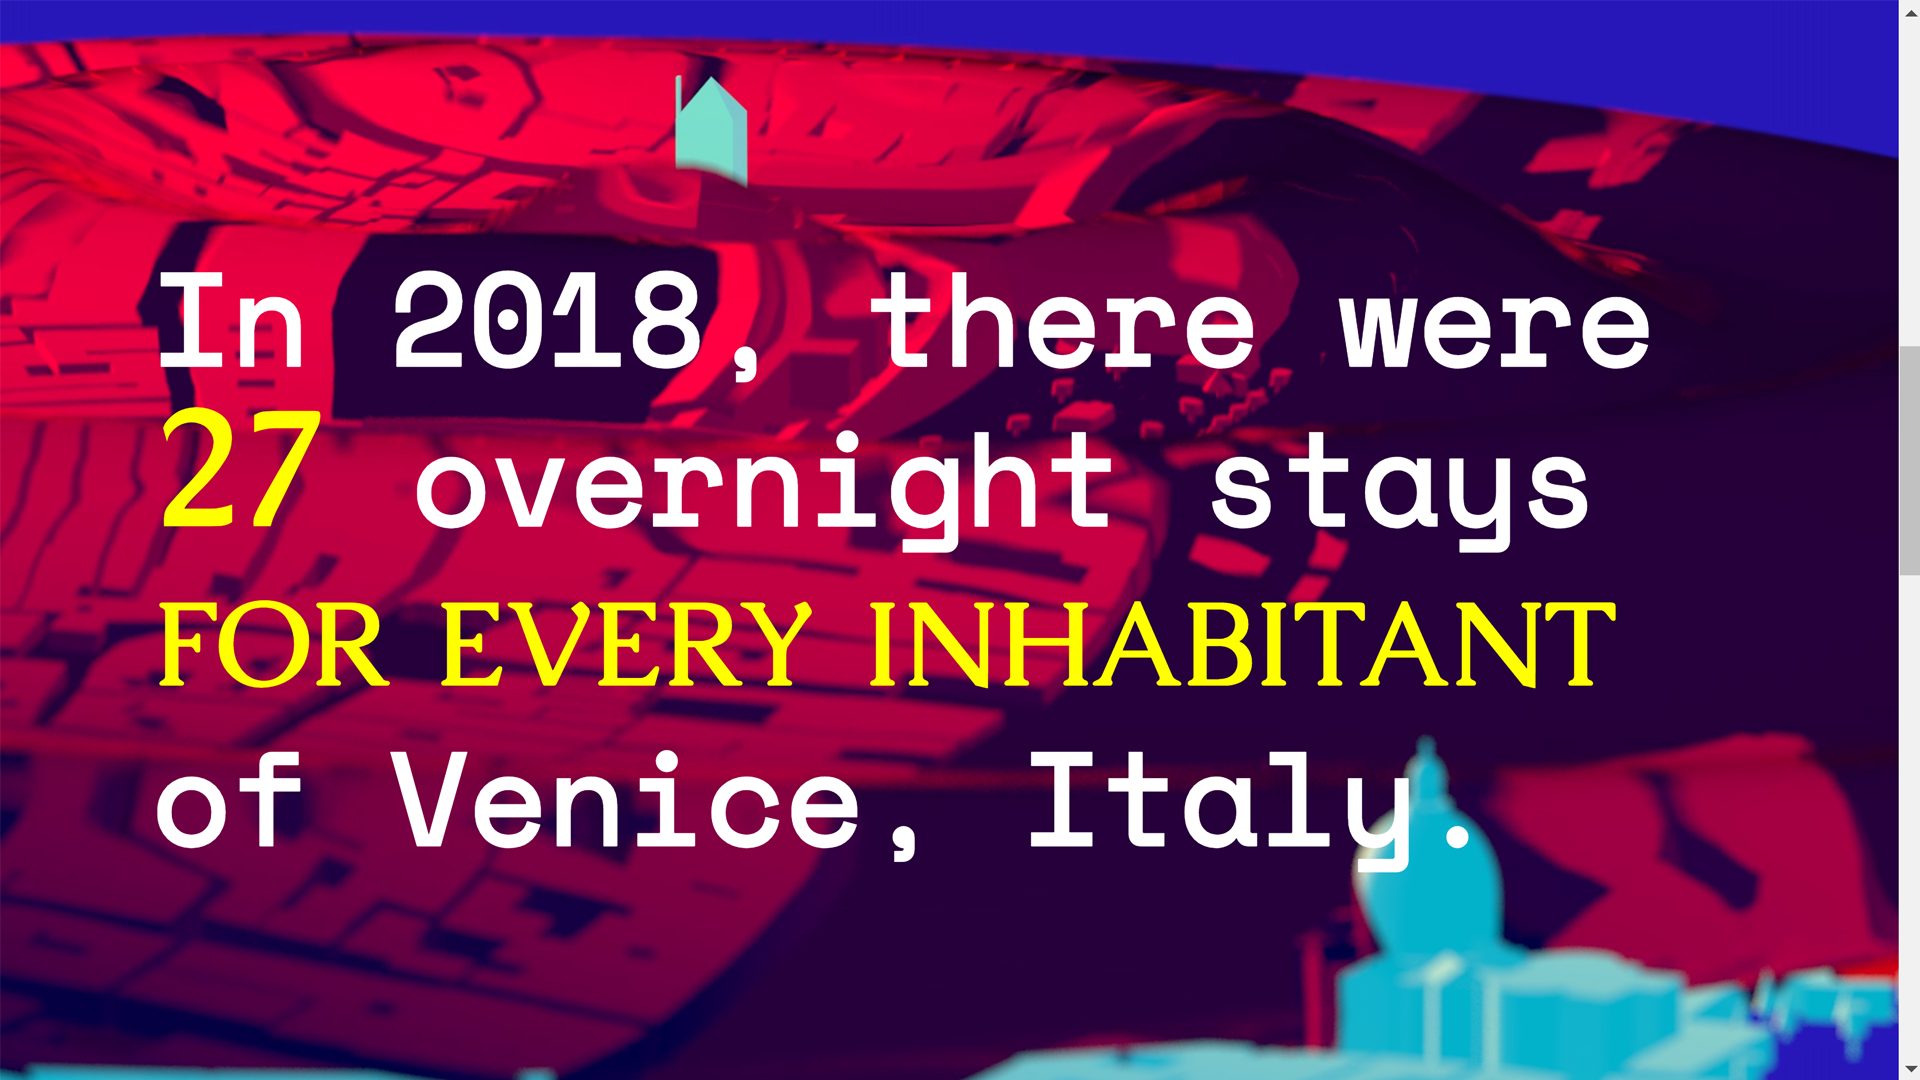 In 2018, there were
27 overnight stays
FOR EVERY INHABITANT
of Venice, Italy.